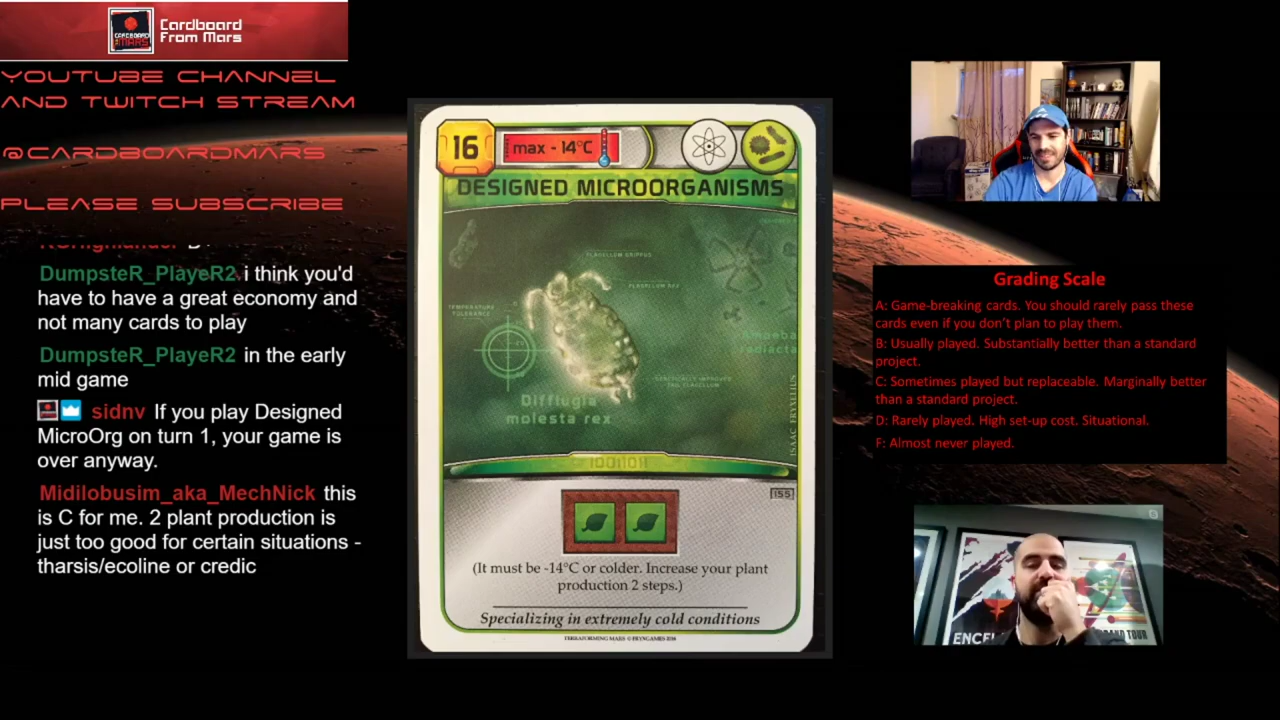 Cardboard
From Mars
YOUTUBE CHANNEL
AND TWITCH STREAM
@CARDBOARDMARS
PLEASE SUBSCRIBE
DumpsteR_PlayeR2 i think you'd
have to have a great economy and
not many cards to play
DumpsteR_PlayeR2 in the early
mid game
sidnv If you play Designed
MicroOrg on turn 1, your game is
over anyway.
Midilobusim_aka_MechNick this
is C for me. 2 plant production is
just too good for certain situations -
tharsis/ecoline or credic
16
max - 14°C
DESIGNED MICROORGANISMS
TEMPERATURE
TOLERANCE
Difflugia
molesta rex
ISAAC FRYXELIUS
155
(It must be -14°C or colder. Increase your plant
production 2 steps.)
Specializing in extremely cold conditions
Grading Scale
A: Game-breaking cards. You should rarely pass these
cards even if you don't plan to play them.
B: Usually played. Substantially better than a standard
project.
C: Sometimes played but replaceable. Marginally better
than a standard project.
D: Rarely played. High set-up cost. Situational.
F: Almost never played.
ENCEL
GRAND TOUR